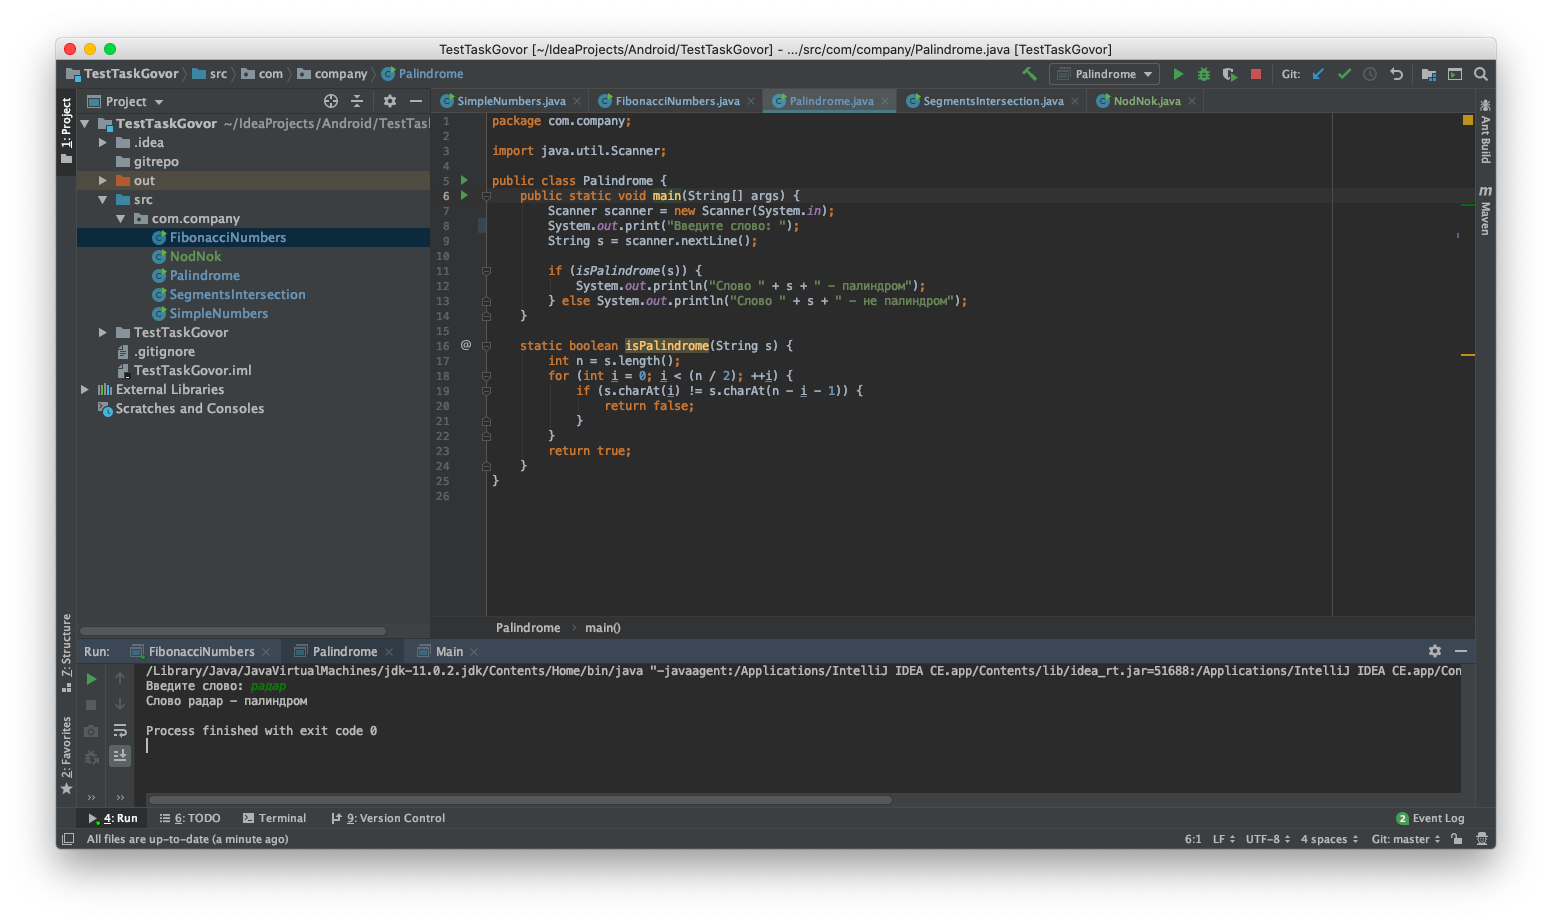 TestTaskGovor [~/IdeaProjects/Android/TestTaskGovor] - .../src/com/company/Palindrome.java [TestTaskGovor]
TestTaskGovor src com company Palindrome Palindrome Git:
1: Project
Project
SimpleNumbers.java FibonacciNumbers.java Palindrome.java SegmentsIntersection.java NodNok.java
TestTaskGovor ~/IdeaProjects/Android/TestTas
.idea
gitrepo
out
src
com.company
FibonacciNumbers
NodNok
Palindrome
SegmentsIntersection
SimpleNumbers
TestTaskGovor
.gitignore
TestTaskGovor.iml
External Libraries
Scratches and Consoles
1 package com.company;
2
3 import java.util.Scanner;
4
5 public class Palindrome {
6 public static void main(String[] args) {
7 Scanner scanner = new Scanner(System.in);
8 System.out.print("Введите слово: ");
9 String s = scanner.nextLine();
10
11 if (isPalindrome(s)) {
12 System.out.println("Слово " + s + " - палиндром");
13 } else System.out.println("Слово " + s + " - не палиндром");
14 }
15
16 @ static boolean isPalindrome(String s) {
17 int n = s.length();
18 for (int i = 0; i < (n / 2); ++i) {
19 if (s.charAt(i) != s.charAt(n - i - 1)) {
20 return false;
21 }
22 }
23 return true;
24 }
25 }
26
Palindrome › main()
Ant Build
m Maven
7: Structure
2: Favorites
Run: FibonacciNumbers Palindrome Main
/Library/Java/JavaVirtualMachines/jdk-11.0.2.jdk/Contents/Home/bin/java "-javaagent:/Applications/IntelliJ IDEA CE.app/Contents/lib/idea_rt.jar=51688:/Applications/IntelliJ IDEA CE.app/Con
Введите слово: радар
Слово радар - палиндром
Process finished with exit code 0
4: Run 6: TODO Terminal 9: Version Control 2 Event Log
All files are up-to-date (a minute ago) 6:1 LF UTF-8 4 spaces Git: master